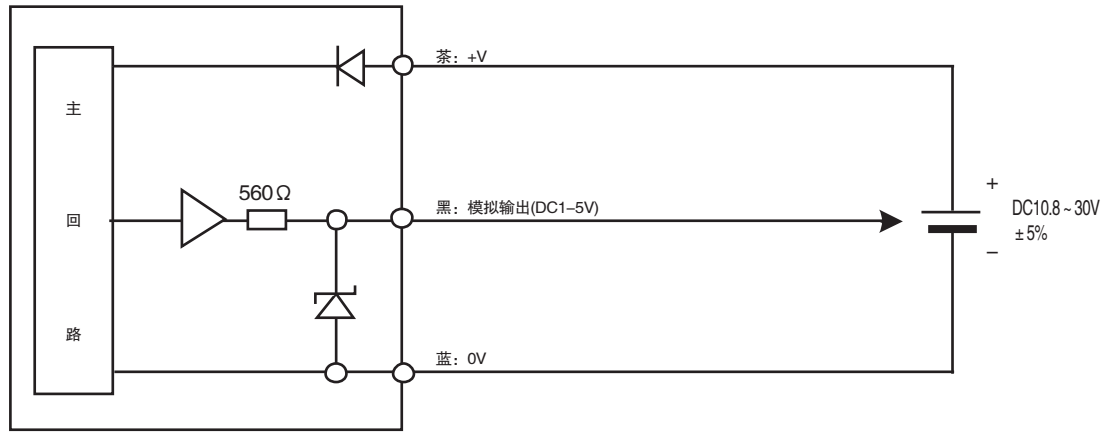 茶：+V
主
回
路
560Ω
黑：模拟输出(DC1–5V)
+
DC10.8～30V
±5%
−
蓝：0V